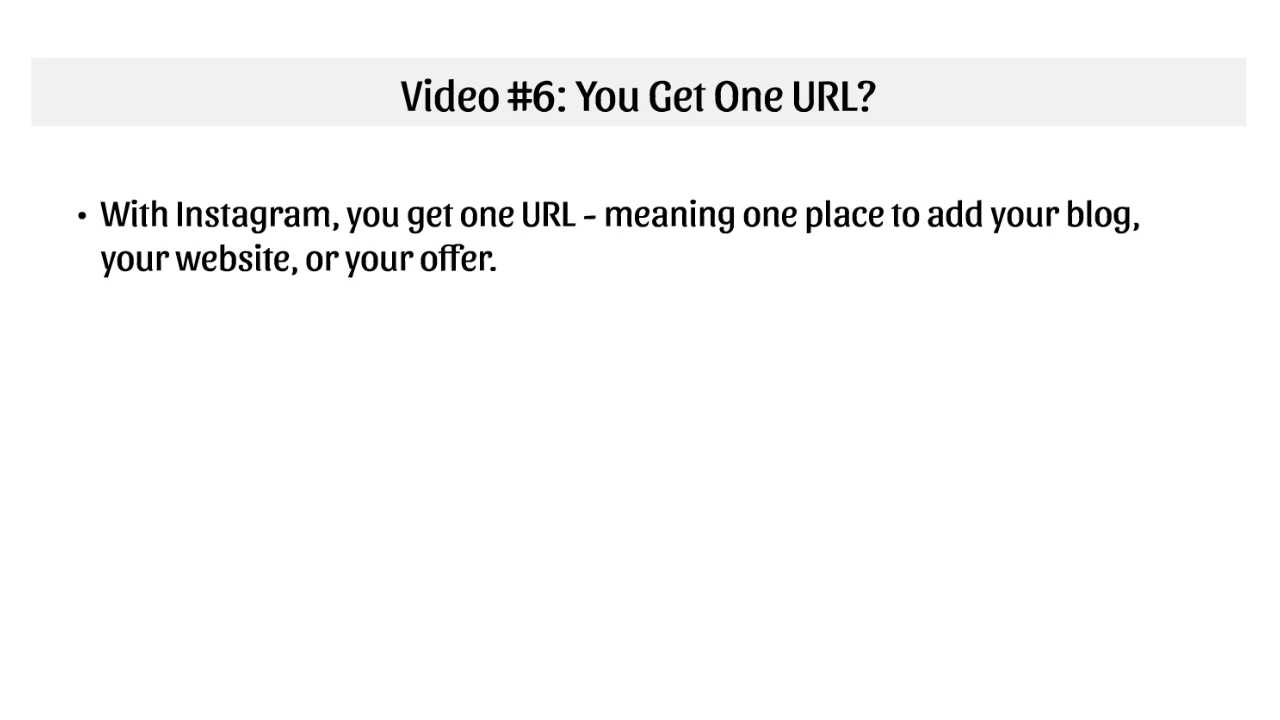 Video #6: You Get One URL?
• With Instagram, you get one URL - meaning one place to add your blog,
your website, or your offer.